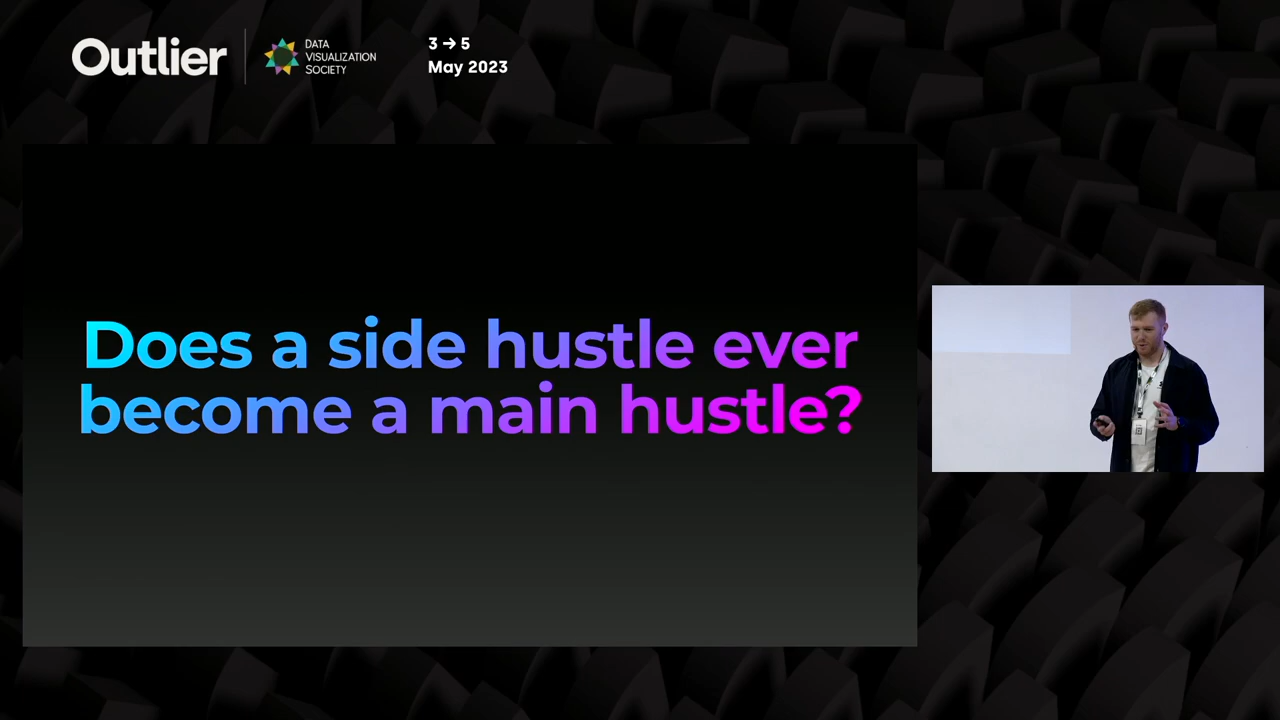 Outlier
DATA
VISUALIZATION
SOCIETY
3 → 5
May 2023
Does a side hustle ever
become a main hustle?